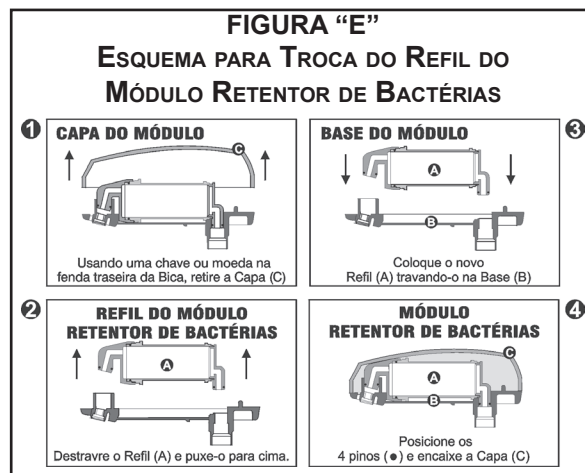 FIGURA “E”
ESQUEMA PARA TROCA DO REFIL DO
MÓDULO RETENTOR DE BACTÉRIAS
1
CAPA DO MÓDULO
C
Usando uma chave ou moeda na
fenda traseira da Bica, retire a Capa (C)
2
REFIL DO MÓDULO
RETENTOR DE BACTÉRIAS
A
Destravre o Refil (A) e puxe-o para cima.
3
BASE DO MÓDULO
A
B
Coloque o novo
Refil (A) travando-o na Base (B)
4
MÓDULO
RETENTOR DE BACTÉRIAS
C
A
B
Posicione os
4 pinos (●) e encaixe a Capa (C)